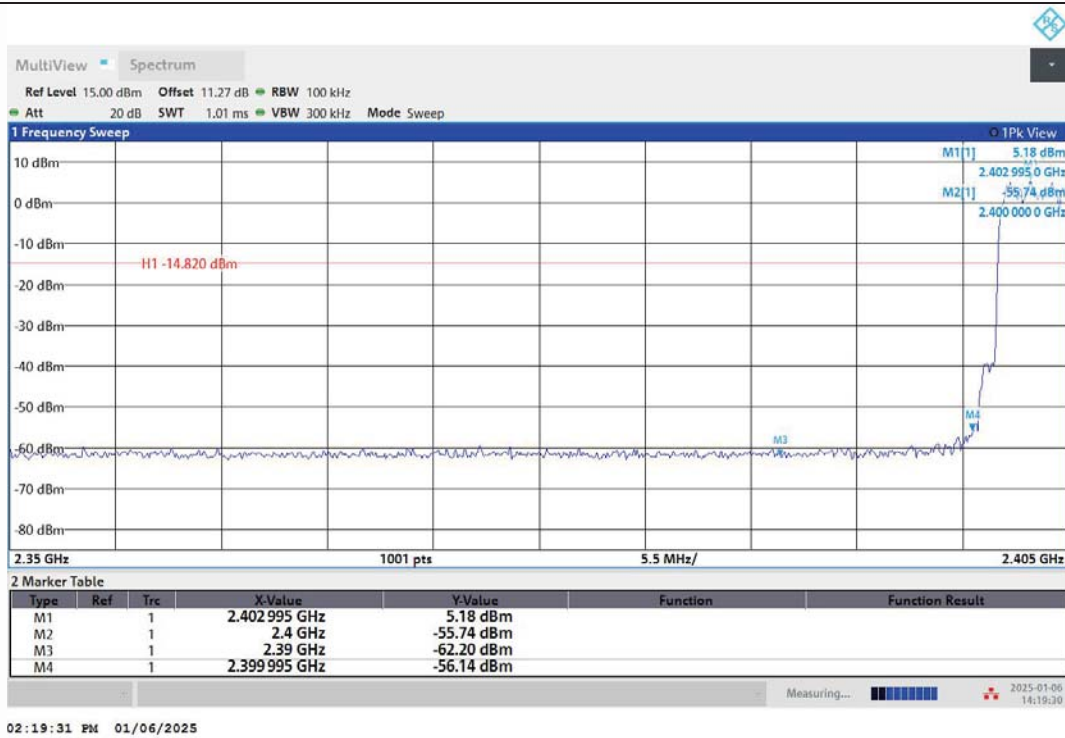 R&S
MultiView Spectrum
Ref Level 15.00 dBm Offset 11.27 dB RBW 100 kHz
Att 20 dB SWT 1.01 ms VBW 300 kHz Mode Sweep
1 Frequency Sweep 1Pk View
M1[1] 5.18 dBm
2.402 995 0 GHz
M2[1] -55.74 dBm
2.400 000 0 GHz
M1
10 dBm
0 dBm
-10 dBm
H1 -14.820 dBm
-20 dBm
-30 dBm
-40 dBm
-50 dBm
M4
M3
-60 dBm
-70 dBm
-80 dBm
2.35 GHz 1001 pts 5.5 MHz/ 2.405 GHz
2 Marker Table
Type Ref Trc X-Value Y-Value Function Function Result
M1 1 2.402 995 GHz 5.18 dBm
M2 1 2.4 GHz -55.74 dBm
M3 1 2.39 GHz -62.20 dBm
M4 1 2.399 995 GHz -56.14 dBm
Measuring... 2025-01-06
14:19:30
02:19:31 PM 01/06/2025